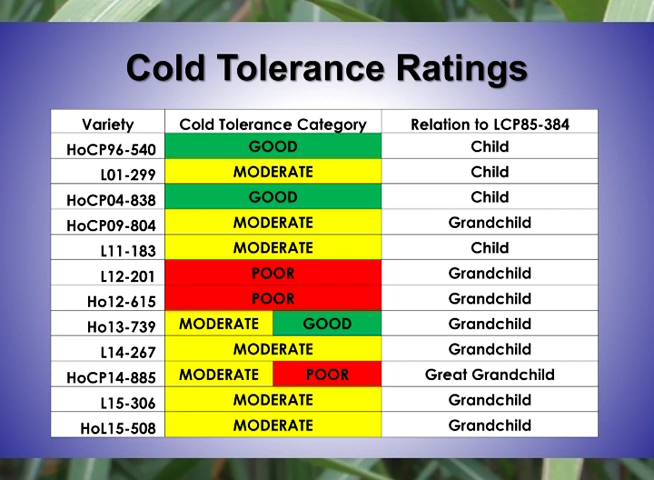 Cold Tolerance Ratings
Variety Cold Tolerance Category Relation to LCP85-384
HoCP96-540 GOOD Child
L01-299 MODERATE Child
HoCP04-838 GOOD Child
HoCP09-804 MODERATE Grandchild
L11-183 MODERATE Child
L12-201 POOR Grandchild
Ho12-615 POOR Grandchild
Ho13-739 MODERATE GOOD Grandchild
L14-267 MODERATE Grandchild
HoCP14-885 MODERATE POOR Great Grandchild
L15-306 MODERATE Grandchild
HoL15-508 MODERATE Grandchild